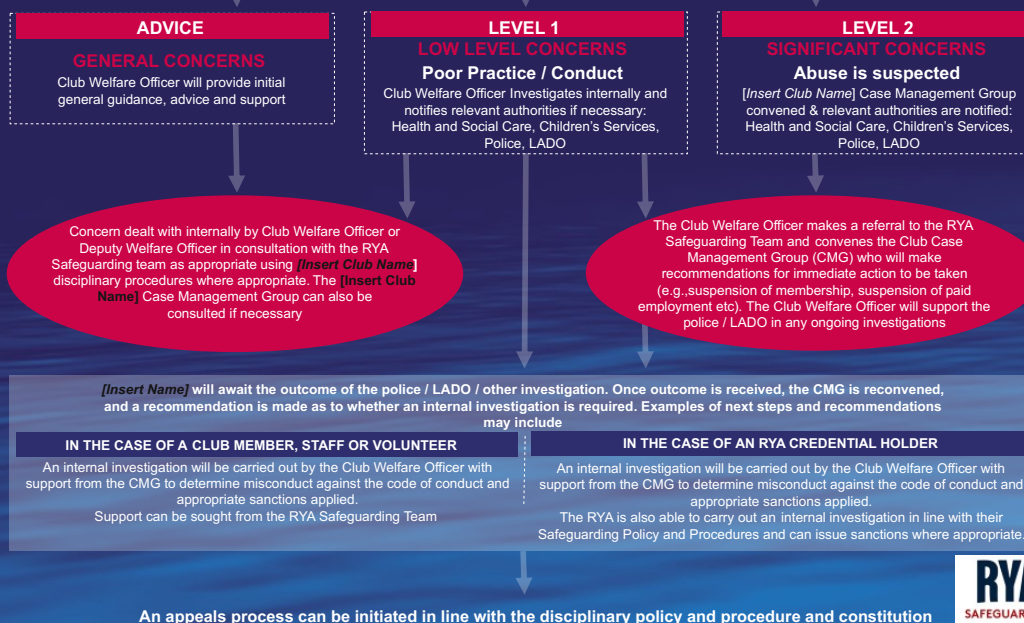 ADVICE
GENERAL CONCERNS
Club Welfare Officer will provide initial
general guidance, advice and support
LEVEL 1
LOW LEVEL CONCERNS
Poor Practice / Conduct
Club Welfare Officer Investigates internally and
notifies relevant authorities if necessary:
Health and Social Care, Children's Services,
Police, LADO
LEVEL 2
SIGNIFICANT CONCERNS
Abuse is suspected
[Insert Club Name] Case Management Group
convened & relevant authorities are notified:
Health and Social Care, Children's Services,
Police, LADO
Concern dealt with internally by Club Welfare Officer or
Deputy Welfare Officer in consultation with the RYA
Safeguarding team as appropriate using [Insert Club Name]
disciplinary procedures where appropriate. The [Insert Club
Name] Case Management Group can also be
consulted if necessary
The Club Welfare Officer makes a referral to the RYA
Safeguarding Team and convenes the Club Case
Management Group (CMG) who will make
recommendations for immediate action to be taken
(e.g.,suspension of membership, suspension of paid
employment etc). The Club Welfare Officer will support the
police / LADO in any ongoing investigations
[Insert Name] will await the outcome of the police / LADO / other investigation. Once outcome is received, the CMG is reconvened,
and a recommendation is made as to whether an internal investigation is required. Examples of next steps and recommendations
may include
IN THE CASE OF A CLUB MEMBER, STAFF OR VOLUNTEER
An internal investigation will be carried out by the Club Welfare Officer with
support from the CMG to determine misconduct against the code of conduct and
appropriate sanctions applied.
Support can be sought from the RYA Safeguarding Team
IN THE CASE OF AN RYA CREDENTIAL HOLDER
An internal investigation will be carried out by the Club Welfare Officer with
support from the CMG to determine misconduct against the code of conduct and
appropriate sanctions applied.
The RYA is also able to carry out an internal investigation in line with their
Safeguarding Policy and Procedures and can issue sanctions where appropriate.
An appeals process can be initiated in line with the disciplinary policy and procedure and constitution
RYA
SAFEGUAR